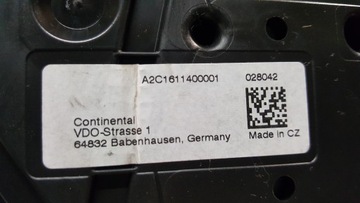 A2C1611400001 028042
Continental
VDO-Strasse 1
64832 Babenhausen, Germany
Made in CZ